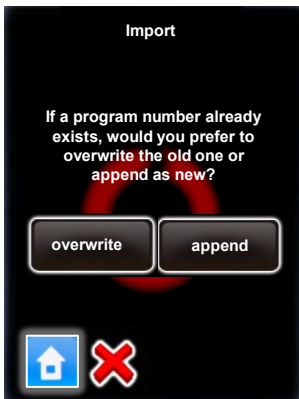 Import
If a program number already
exists, would you prefer to
overwrite the old one or
append as new?
overwrite append